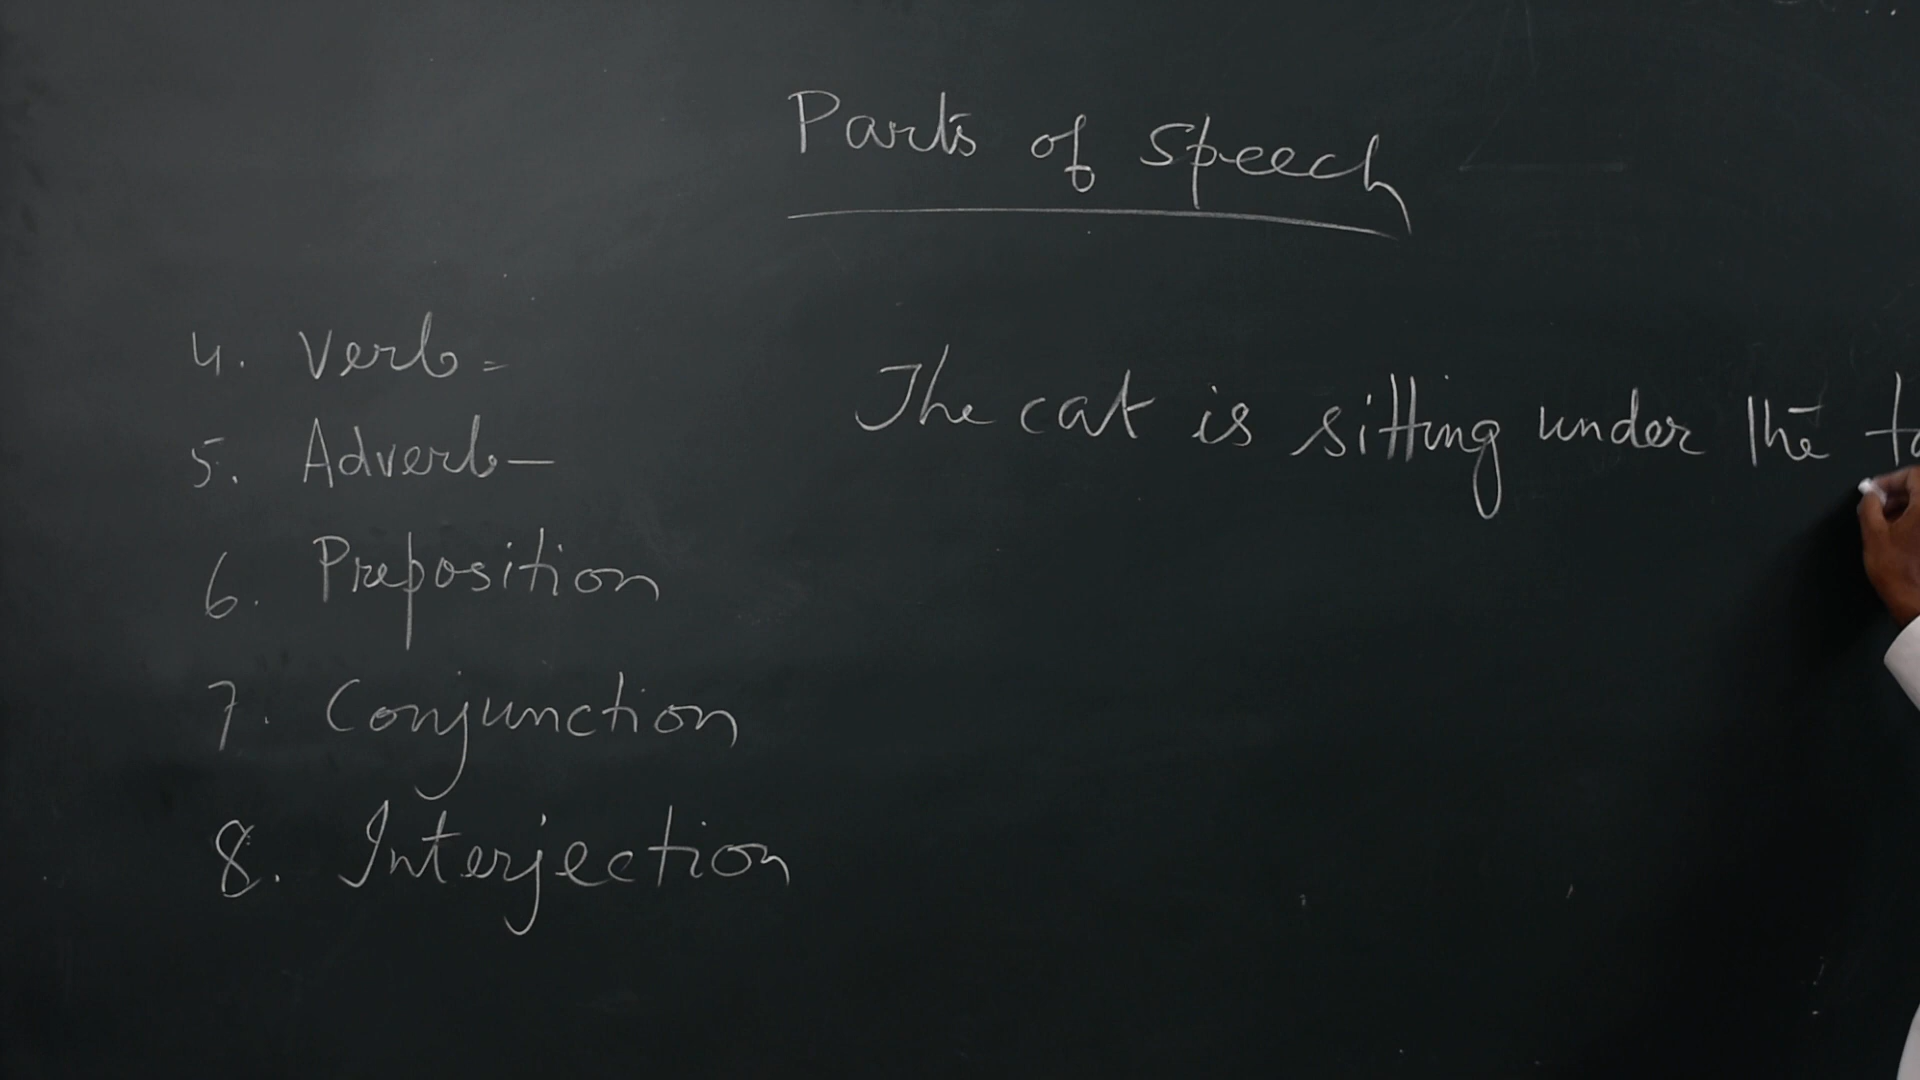 Parts of speech
4. Verb =
The cat is sitting under the
5. Adverb —
6. Preposition
7. Conjunction
8. Interjection